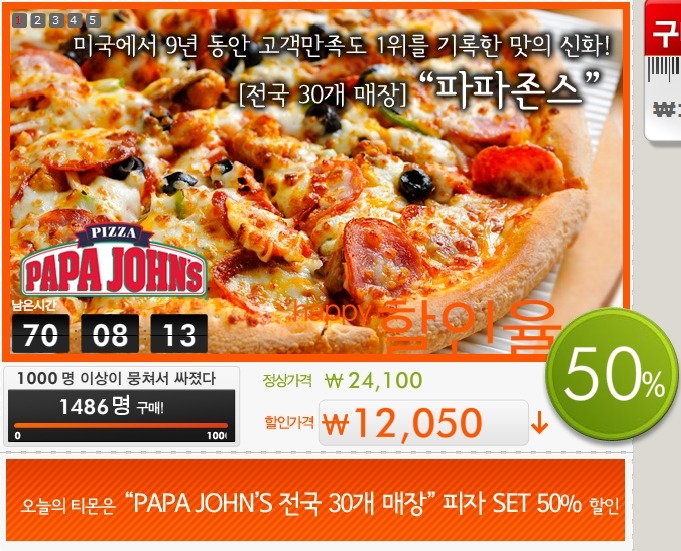 1 2 3 4 5
미국에서 9년 동안 고객만족도 1위를 기록한 맛의 신화!
[전국 30개 매장] “파파존스”
PIZZA
PAPA JOHN'S
남은시간
70 08 13
happy 할인율
50%
1000 명 이상이 뭉쳐서 싸졌다
1486 명 구매!
0
정상가격 ₩ 24,100
할인가격 ₩12,050 ↓
오늘의 티몬은 “PAPA JOHN'S 전국 30개 매장” 피자 SET 50% 할인
구
₩